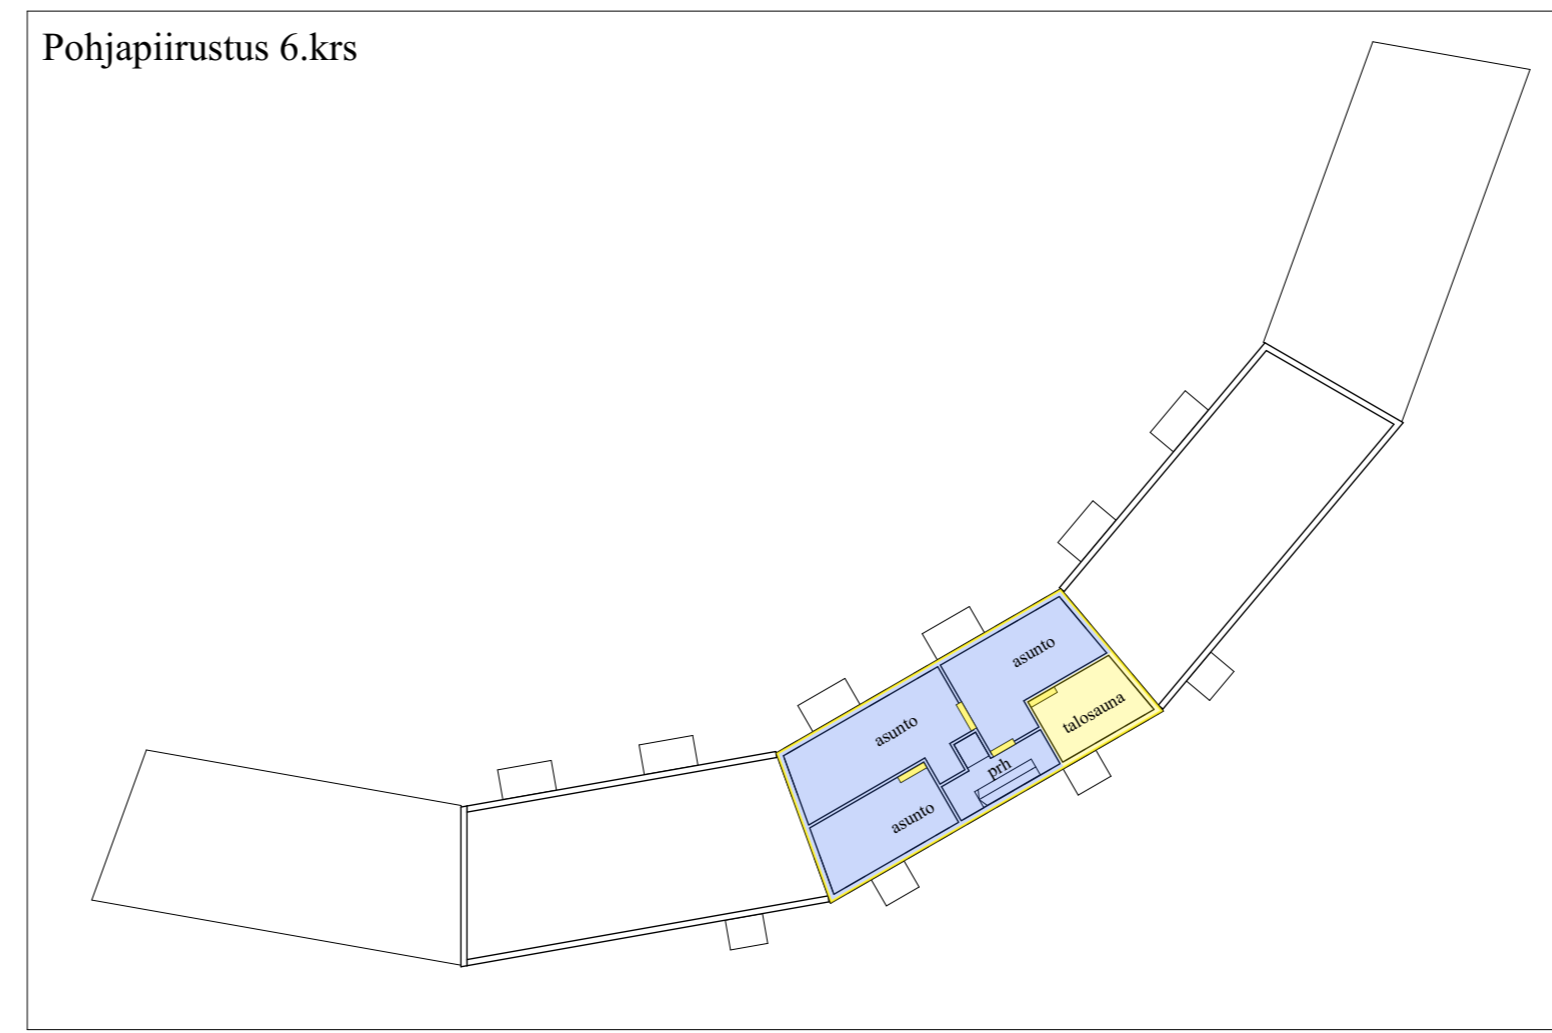 Pohjapiirustus 6.krs
asunto
talosauna
asunto
prh
asunto